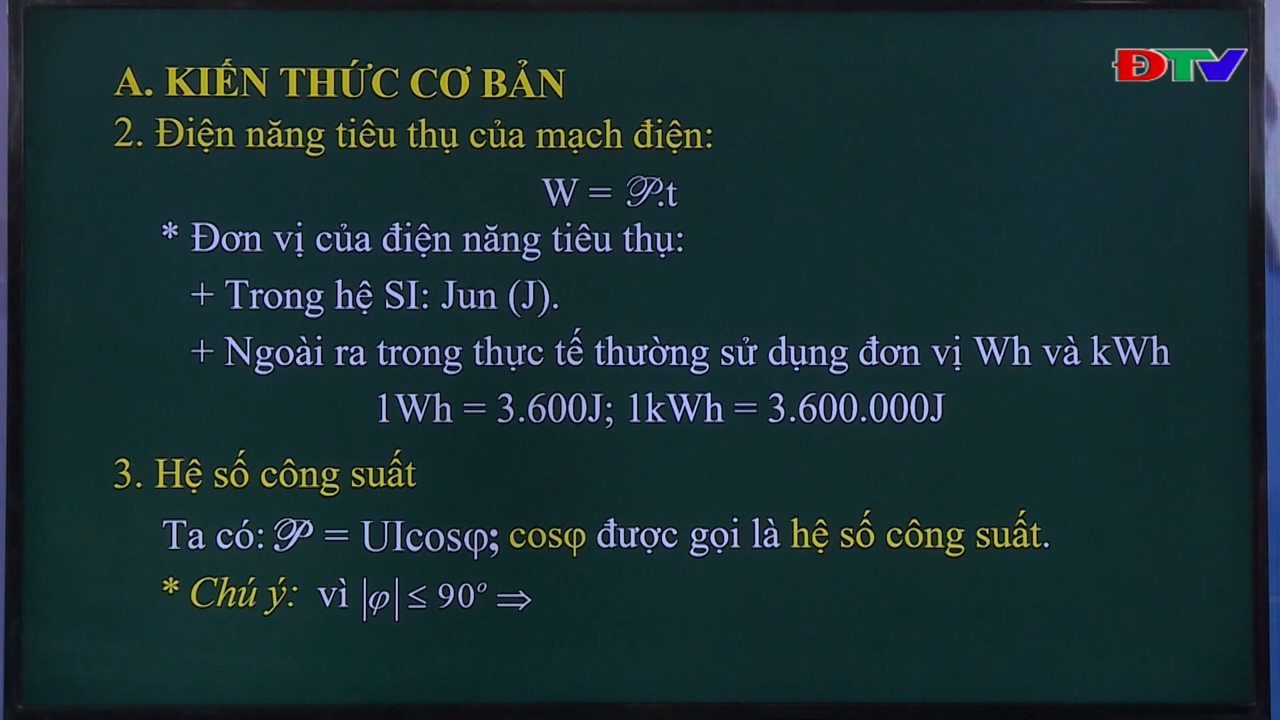 ĐTV
A. KIẾN THỨC CƠ BẢN
2. Điện năng tiêu thụ của mạch điện:
W = 𝒫.t
* Đơn vị của điện năng tiêu thụ:
+ Trong hệ SI: Jun (J).
+ Ngoài ra trong thực tế thường sử dụng đơn vị Wh và kWh
1Wh = 3.600J; 1kWh = 3.600.000J
3. Hệ số công suất
Ta có: 𝒫 = UIcosφ; cosφ được gọi là hệ số công suất.
* Chú ý: vì |φ| ≤ 90° ⇒